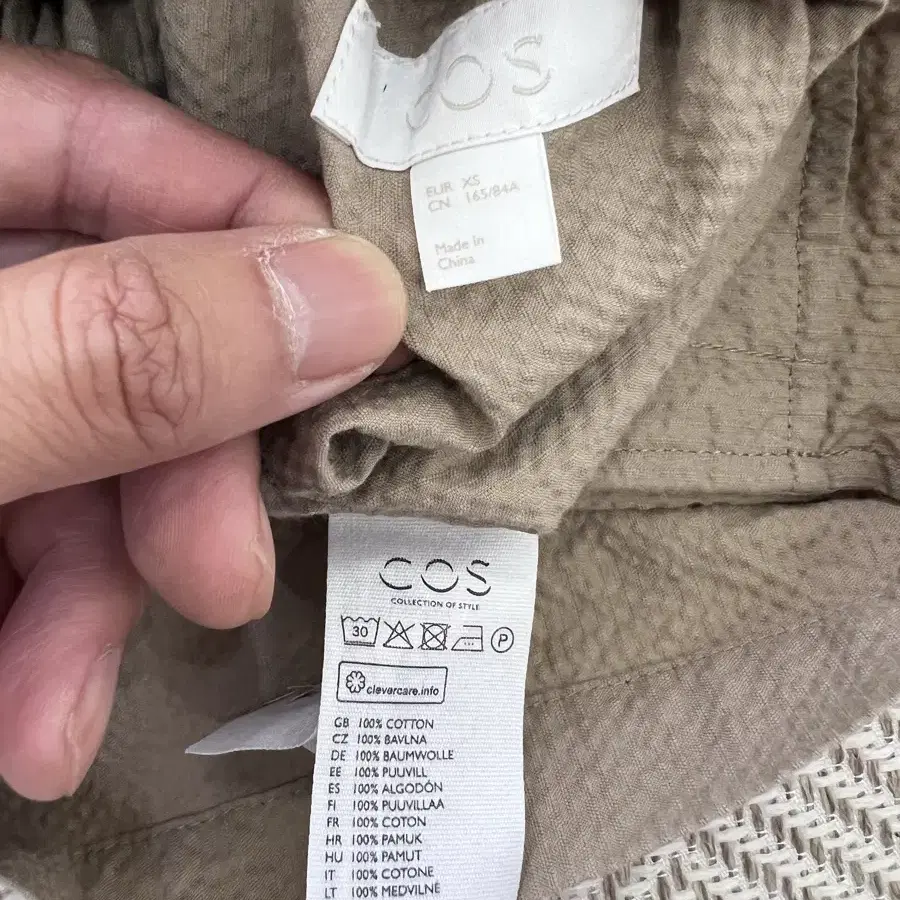 COS
EUR XS
CN 165/84A
Made in
China
COS
COLLECTION OF STYLE
30
P
clevercare.info
GB 100% COTTON
CZ 100% BAVLNA
DE 100% BAUMWOLLE
EE 100% PUUVILL
ES 100% ALGODÓN
FI 100% PUUVILLAA
FR 100% COTON
HR 100% PAMUK
HU 100% PAMUT
IT 100% COTONE
LT 100% MEDVILNĖ